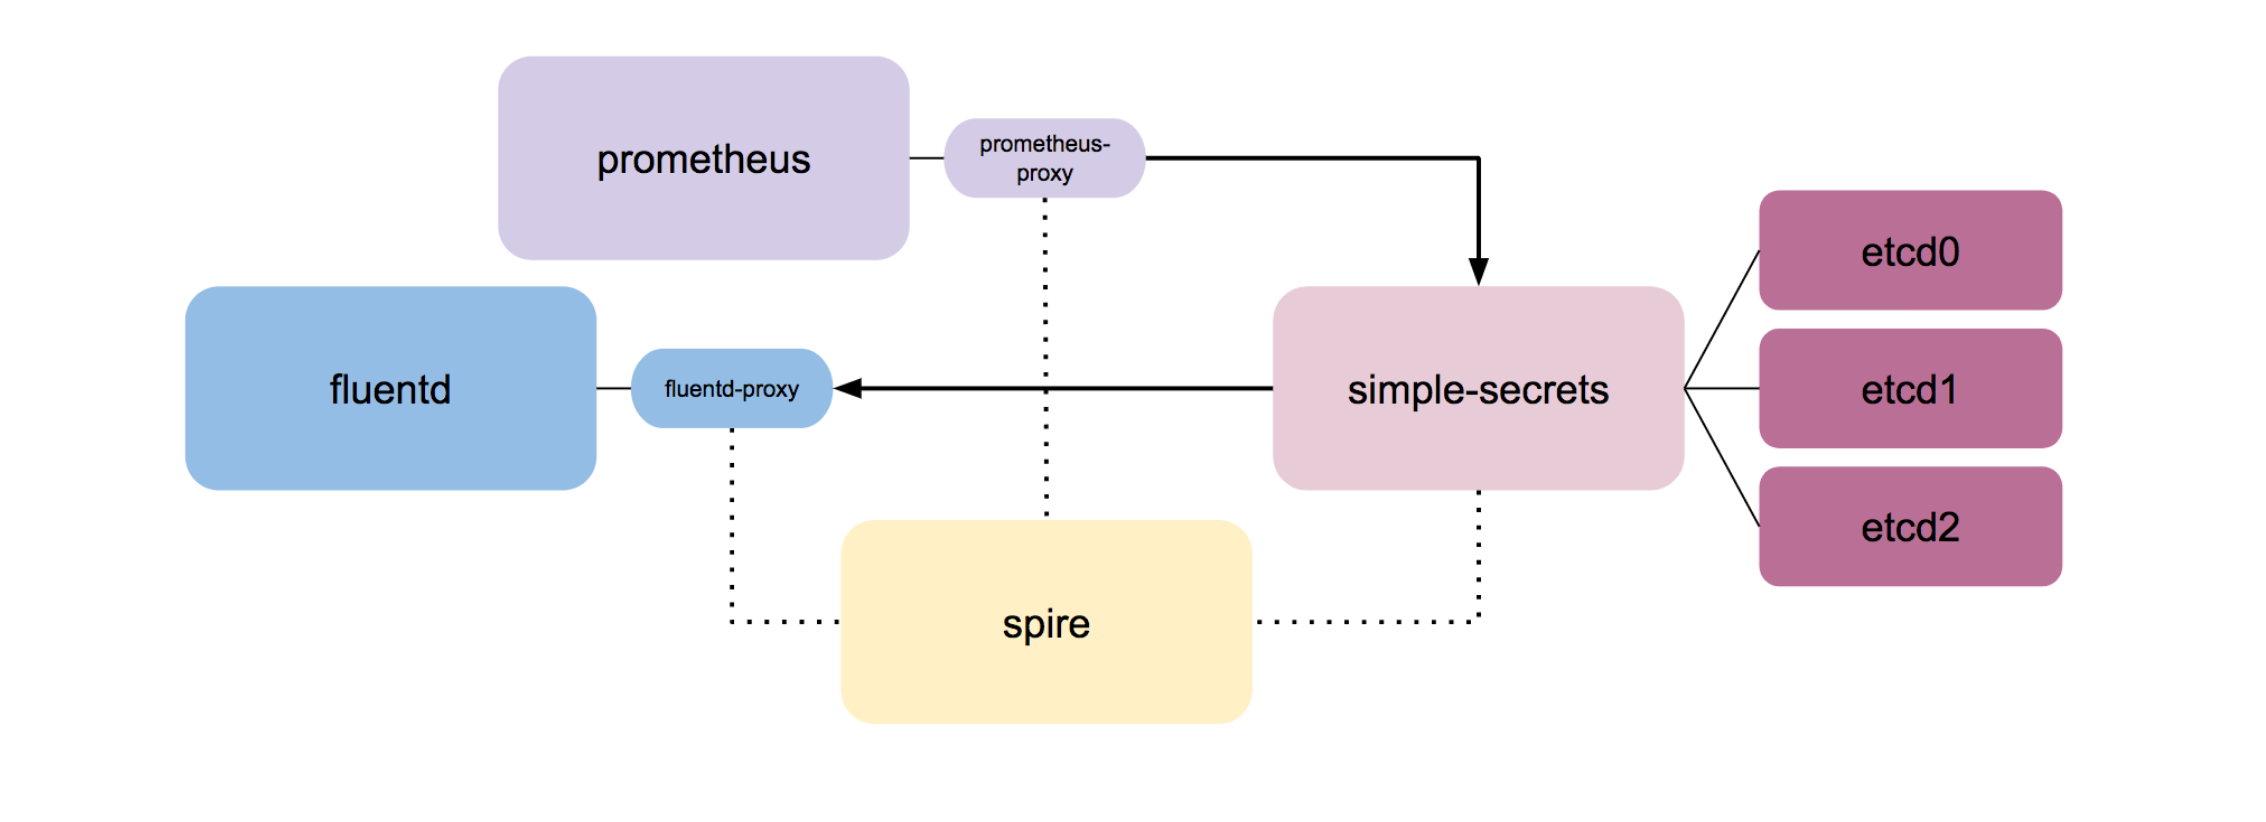 prometheus
prometheus-
proxy
etcd0
fluentd
fluentd-proxy
simple-secrets
etcd1
etcd2
spire